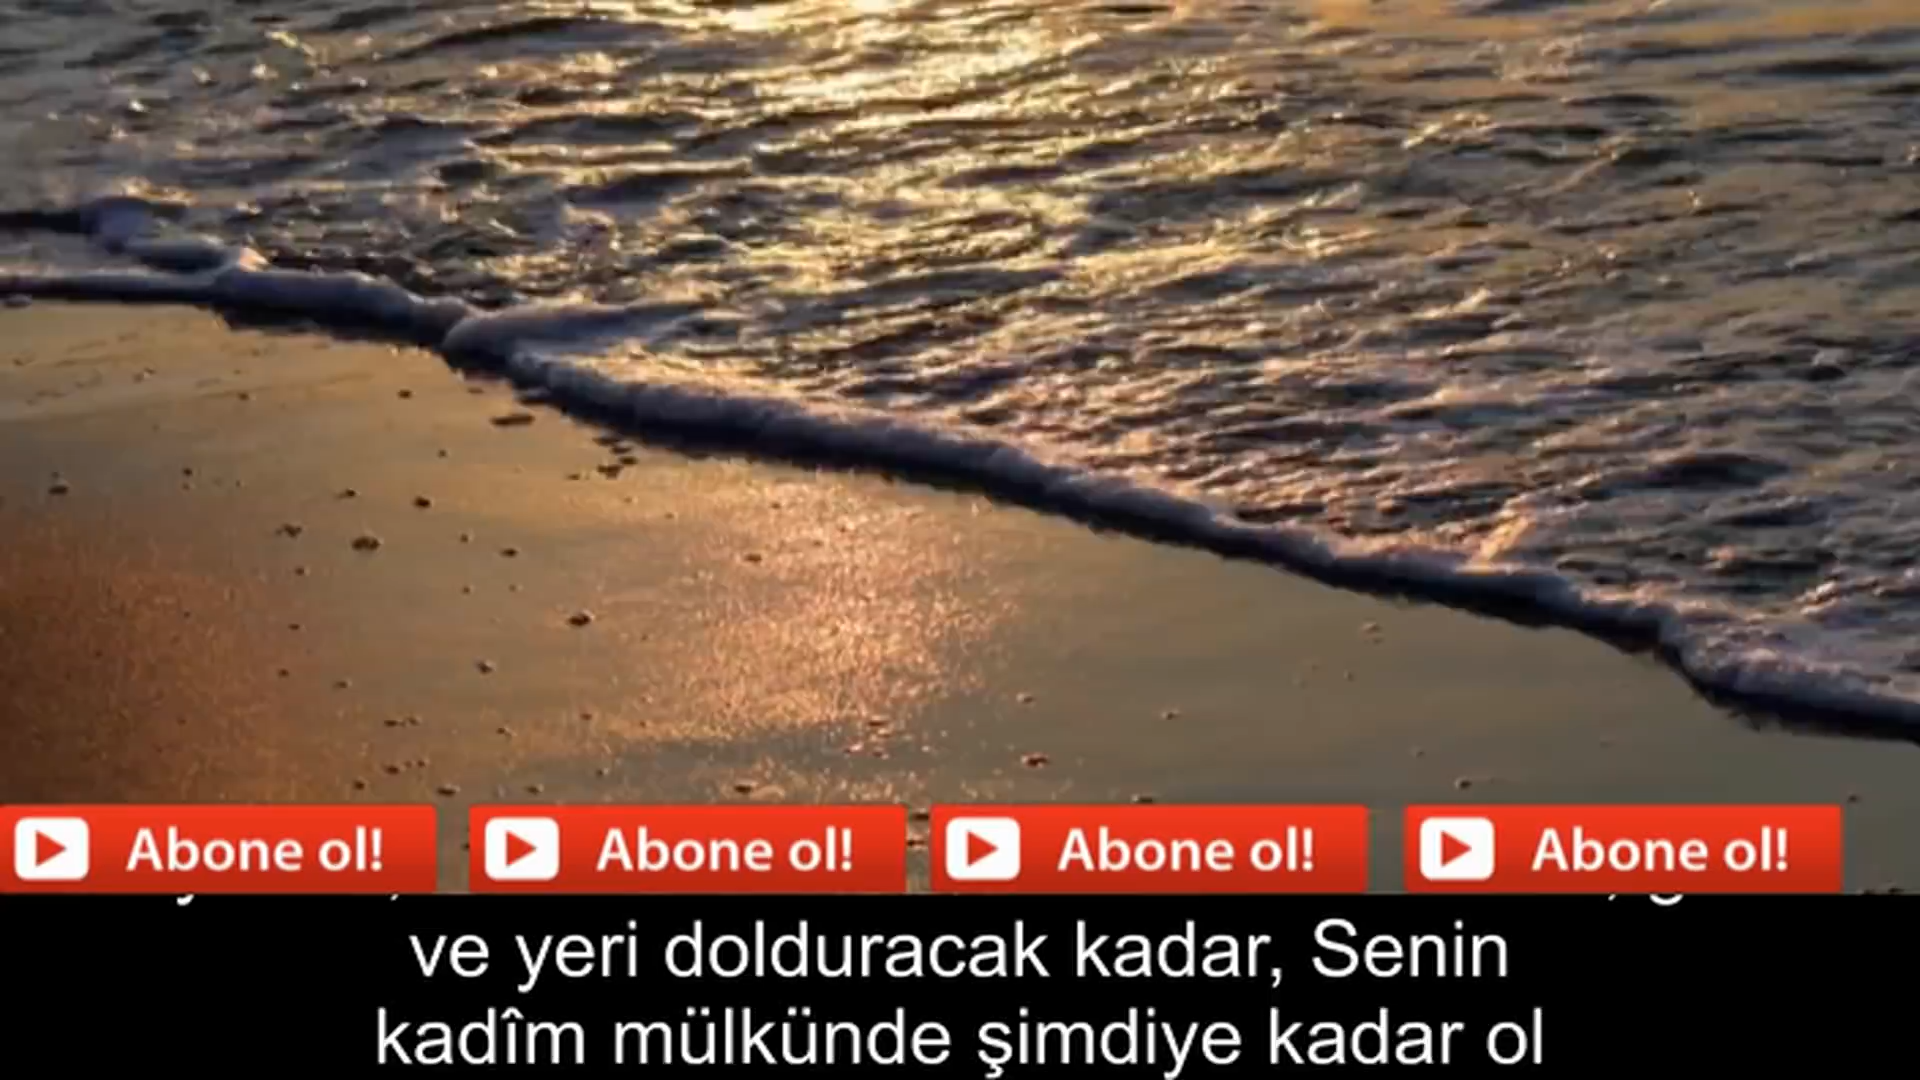 Abone ol! Abone ol! Abone ol! Abone ol!
ve yeri dolduracak kadar, Senin
kadîm mülkünde şimdiye kadar ol